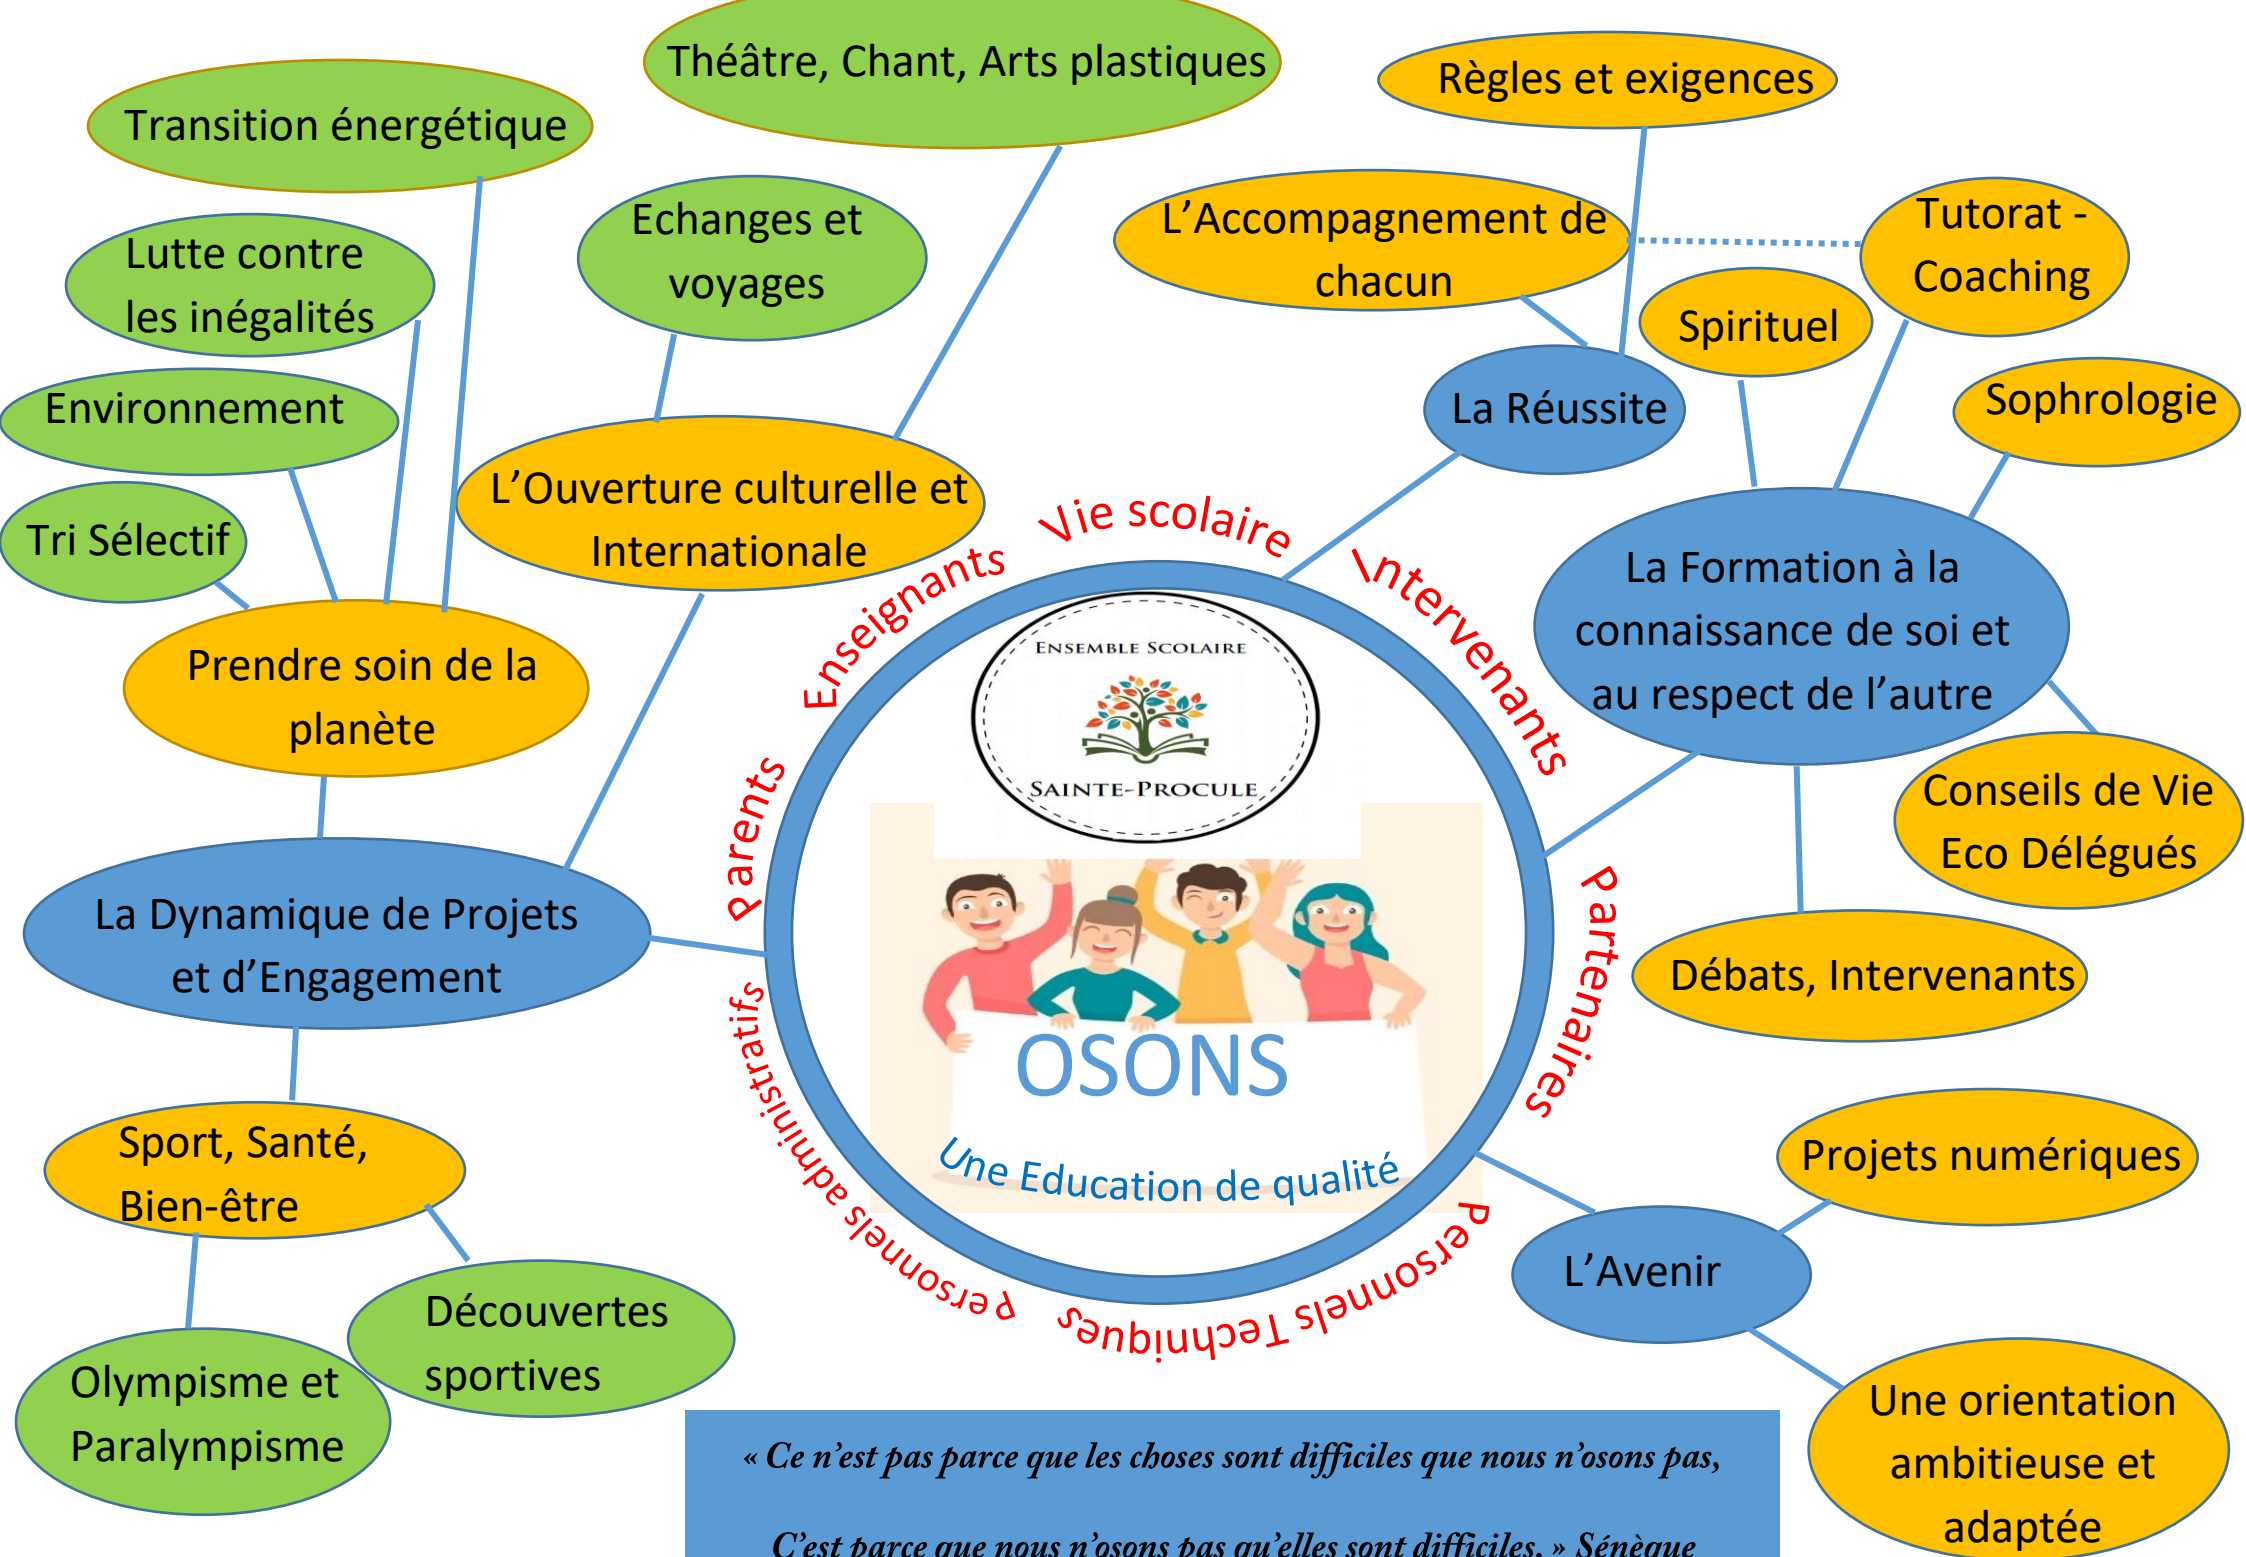 Théâtre, Chant, Arts plastiques
Transition énergétique
Lutte contre
les inégalités
Echanges et
voyages
Environnement
Tri Sélectif
L’Ouverture culturelle et
Internationale
Prendre soin de la
planète
La Dynamique de Projets
et d’Engagement
Sport, Santé,
Bien-être
Découvertes
sportives
Olympisme et
Paralympisme
Règles et exigences
L’Accompagnement de
chacun
Tutorat -
Coaching
Spirituel
La Réussite
Sophrologie
La Formation à la
connaissance de soi et
au respect de l’autre
Conseils de Vie
Eco Délégués
Débats, Intervenants
Projets numériques
L’Avenir
Une orientation
ambitieuse et
adaptée
Parents
Enseignants
Vie scolaire
Intervenants
Partenaires
Personnels Techniques
Personnels administratifs
ENSEMBLE SCOLAIRE
SAINTE-PROCULE
OSONS
Une Education de qualité
« Ce n’est pas parce que les choses sont difficiles que nous n’osons pas,
C’est parce que nous n’osons pas qu’elles sont difficiles. » Sénèque